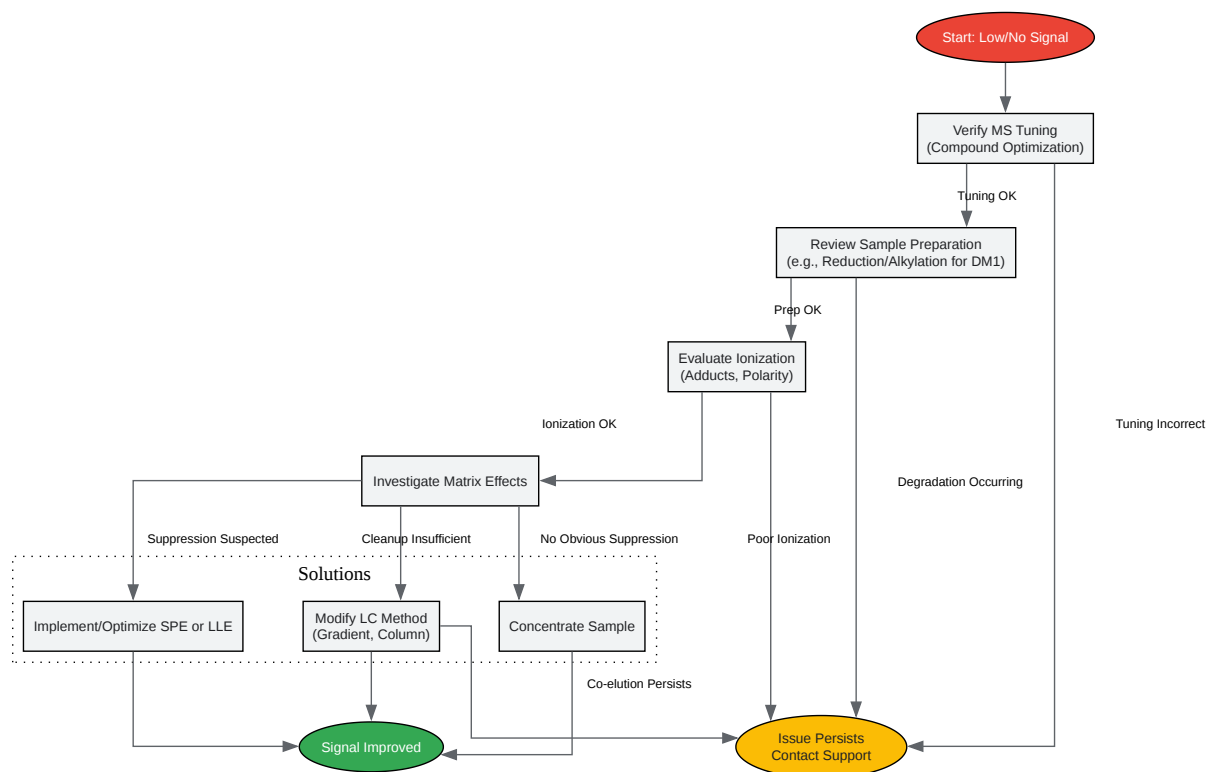 Start: Low/No Signal
Verify MS Tuning
(Compound Optimization)
Tuning OK
Review Sample Preparation
(e.g., Reduction/Alkylation for DM1)
Prep OK
Evaluate Ionization
(Adducts, Polarity)
Ionization OK
Tuning Incorrect
Investigate Matrix Effects
Degradation Occurring
Suppression Suspected
Cleanup Insufficient
No Obvious Suppression
Poor Ionization
Solutions
Implement/Optimize SPE or LLE
Modify LC Method
(Gradient, Column)
Concentrate Sample
Co-elution Persists
Signal Improved
Issue Persists
Contact Support